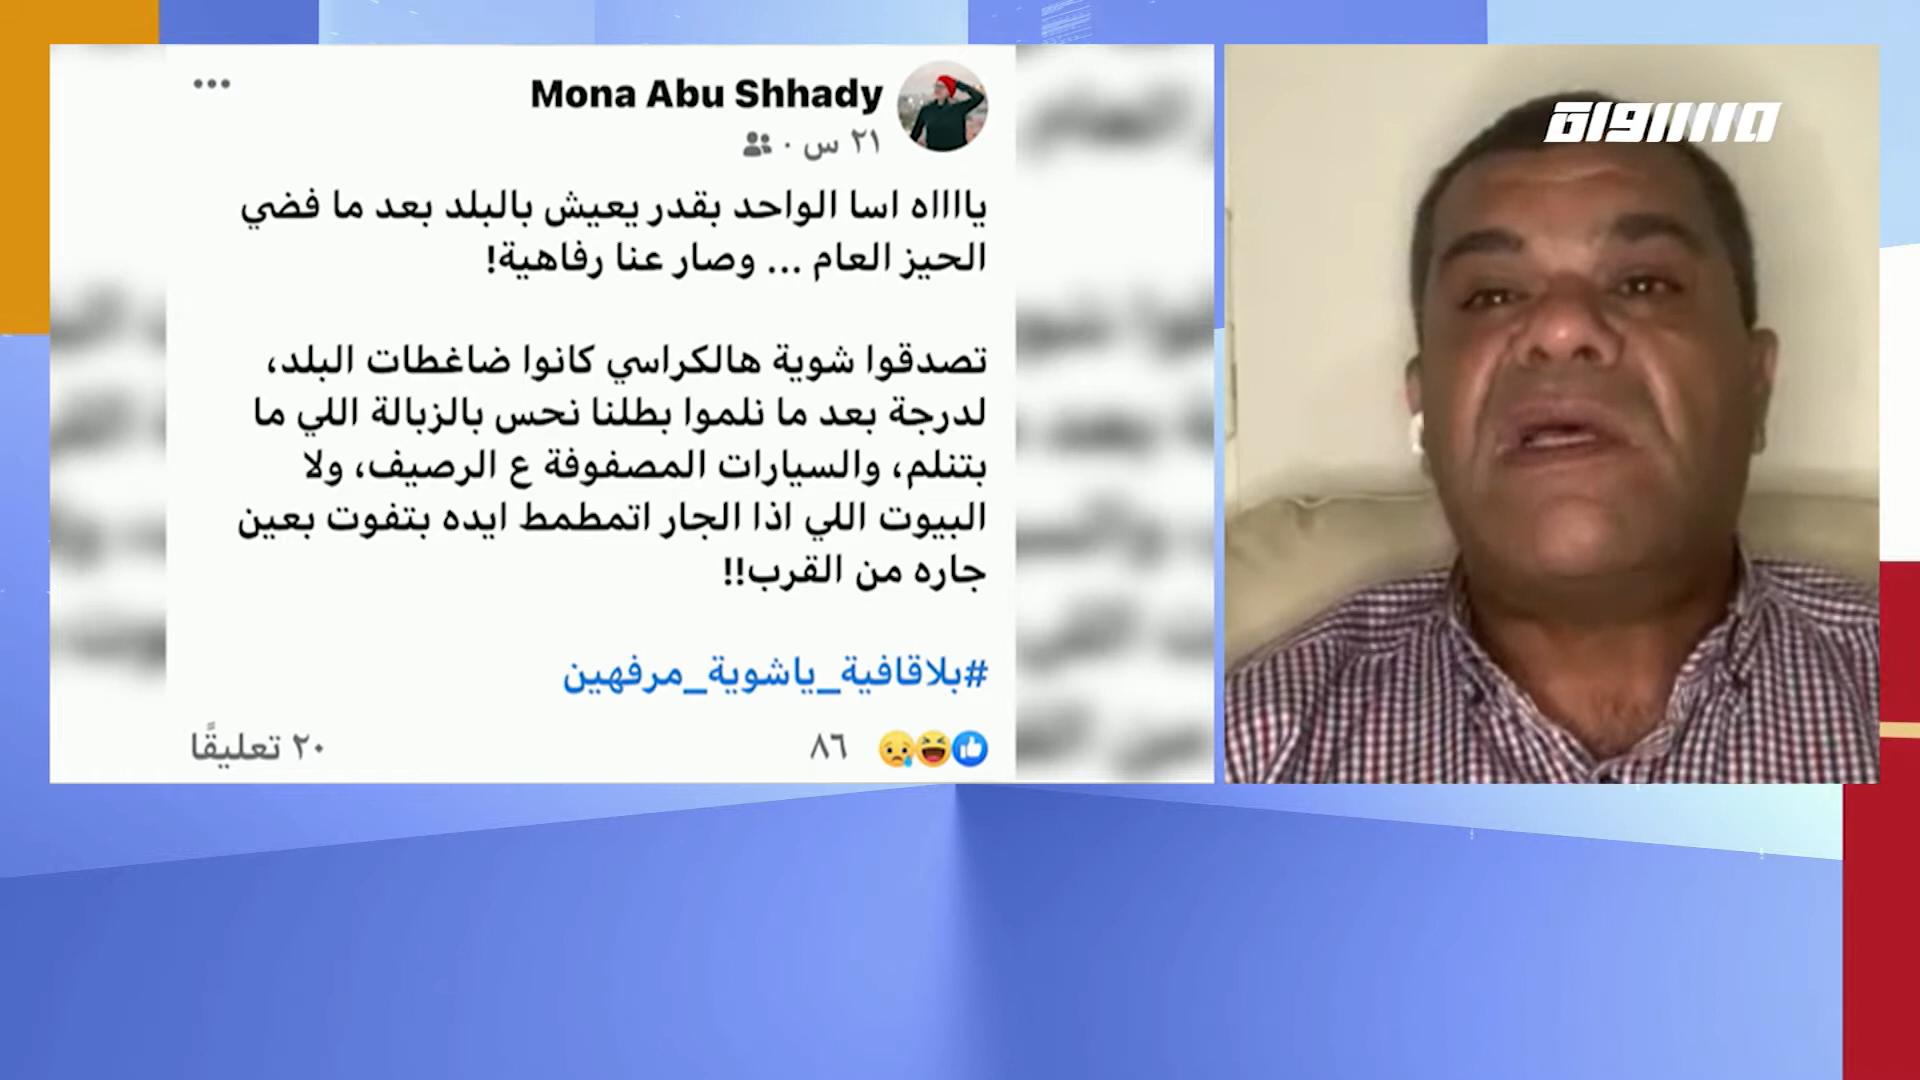 Mona Abu Shhady
٢١ س ·
يااااه اسا الواحد بقدر يعيش بالبلد بعد ما فضي
الحيز العام ... وصار عنا رفاهية!
تصدقوا شوية هالكراسي كانوا ضاغطات البلد،
لدرجة بعد ما نلموا بطلنا نحس بالزبالة اللي ما
بتنلم، والسيارات المصفوفة ع الرصيف، ولا
البيوت اللي اذا الجار اتمطمط ايده بتفوت بعين
جاره من القرب!!
#بلاقافية_ياشوية_مرفهين
٨٦
٢٠ تعليقًا
مساواة